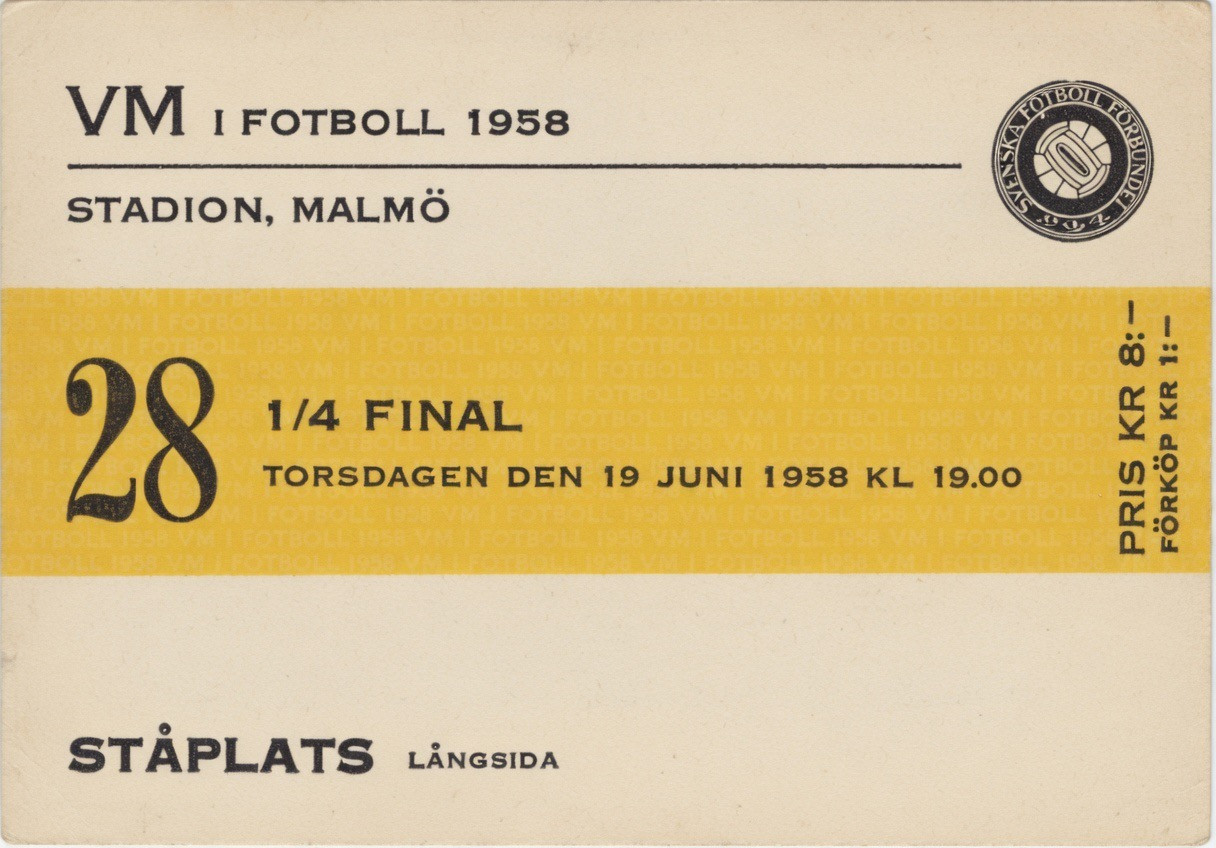 VM I FOTBOLL 1958
SVENSKA FOTBOLL FÖRBUNDET 1904
STADION, MALMÖ
28
1/4 FINAL
TORSDAGEN DEN 19 JUNI 1958 KL 19.00
PRIS KR 8:–
FÖRKÖP KR 1:–
STÅPLATS LÅNGSIDA